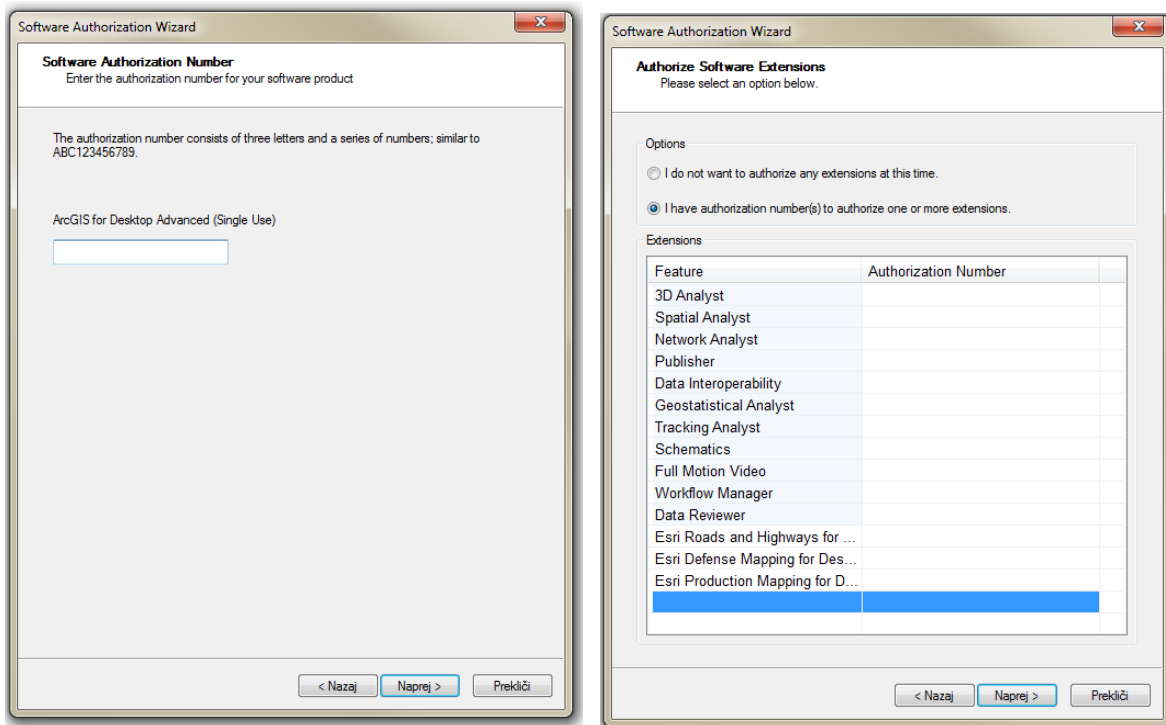 Software Authorization Wizard
Software Authorization Number
Enter the authorization number for your software product
The authorization number consists of three letters and a series of numbers; similar to
ABC123456789.
ArcGIS for Desktop Advanced (Single Use)
< Nazaj
Naprej >
Prekliči
Software Authorization Wizard
Authorize Software Extensions
Please select an option below.
Options
I do not want to authorize any extensions at this time.
I have authorization number(s) to authorize one or more extensions.
Extensions
Feature Authorization Number
3D Analyst
Spatial Analyst
Network Analyst
Publisher
Data Interoperability
Geostatistical Analyst
Tracking Analyst
Schematics
Full Motion Video
Workflow Manager
Data Reviewer
Esri Roads and Highways for ...
Esri Defense Mapping for Des...
Esri Production Mapping for D...
< Nazaj
Naprej >
Prekliči